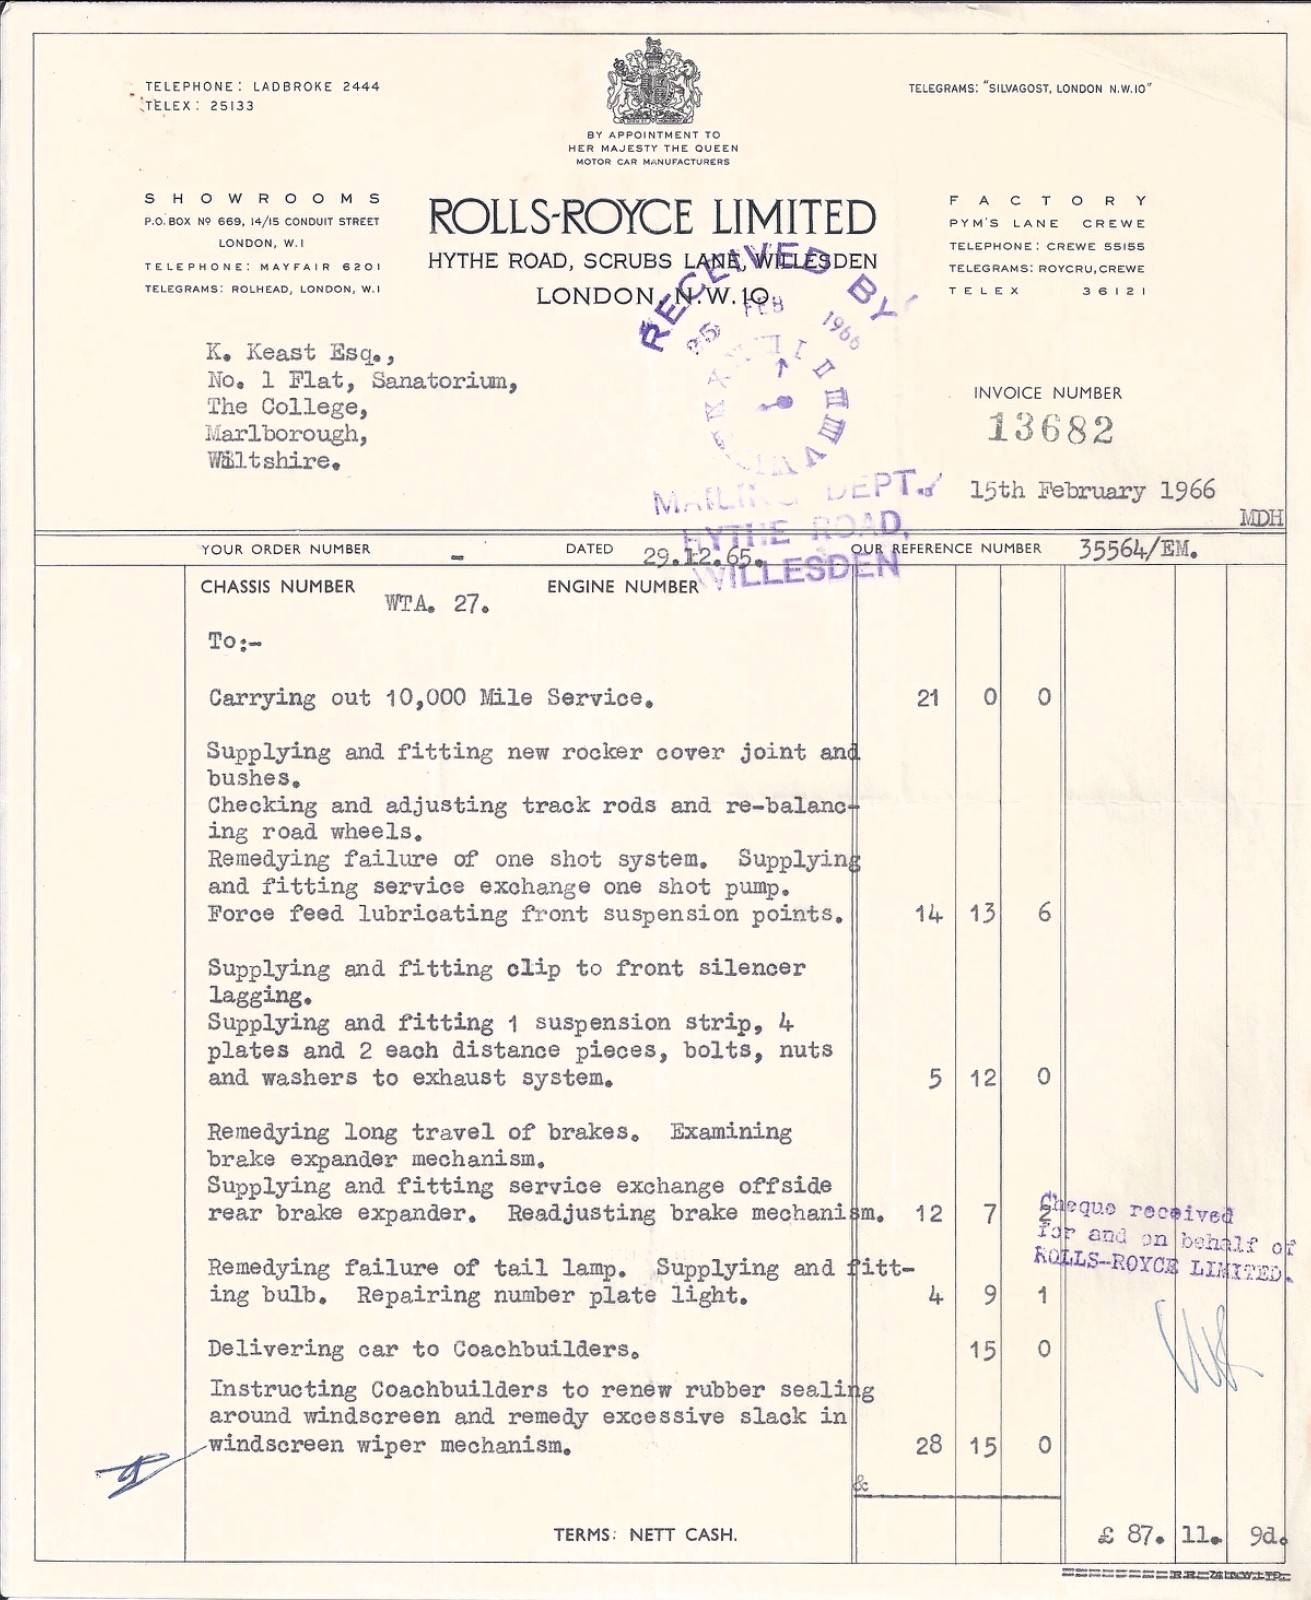 TELEPHONE: LADBROKE 2444
TELEX: 25133
TELEGRAMS: "SILVAGOST, LONDON N.W.10"
BY APPOINTMENT TO
HER MAJESTY THE QUEEN
MOTOR CAR MANUFACTURERS
SHOWROOMS
P.O. BOX Nº 669, 14/15 CONDUIT STREET
LONDON, W.1
TELEPHONE: MAYFAIR 6201
TELEGRAMS: ROLHEAD, LONDON, W.1
ROLLS-ROYCE LIMITED
HYTHE ROAD, SCRUBS LANE, WILLESDEN
LONDON, N.W.10.
FACTORY
PYM'S LANE CREWE
TELEPHONE: CREWE 55155
TELEGRAMS: ROYCRU, CREWE
TELEX 36121
RECEIVED BY
25 FEB 1966
MAILING DEPT.
HYTHE ROAD,
WILLESDEN
K. Keast Esq.,
No. 1 Flat, Sanatorium,
The College,
Marlborough,
Wiltshire.
INVOICE NUMBER
13682
15th February 1966
MDH
YOUR ORDER NUMBER - DATED 29.12.65. OUR REFERENCE NUMBER 35564/EM.
CHASSIS NUMBER WTA. 27. ENGINE NUMBER
To:-
Carrying out 10,000 Mile Service. 21 0 0
Supplying and fitting new rocker cover joint and
bushes.
Checking and adjusting track rods and re-balanc-
ing road wheels.
Remedying failure of one shot system. Supplying
and fitting service exchange one shot pump.
Force feed lubricating front suspension points. 14 13 6
Supplying and fitting clip to front silencer
lagging.
Supplying and fitting 1 suspension strip, 4
plates and 2 each distance pieces, bolts, nuts
and washers to exhaust system. 5 12 0
Remedying long travel of brakes. Examining
brake expander mechanism.
Supplying and fitting service exchange offside
rear brake expander. Readjusting brake mechanism. 12 7 2
Cheque received
for and on behalf of
ROLLS-ROYCE LIMITED.
Remedying failure of tail lamp. Supplying and fitt-
ing bulb. Repairing number plate light. 4 9 1
Delivering car to Coachbuilders. 15 0
Instructing Coachbuilders to renew rubber sealing
around windscreen and remedy excessive slack in
windscreen wiper mechanism. 28 15 0
&
TERMS: NETT CASH. £ 87. 11. 9d.